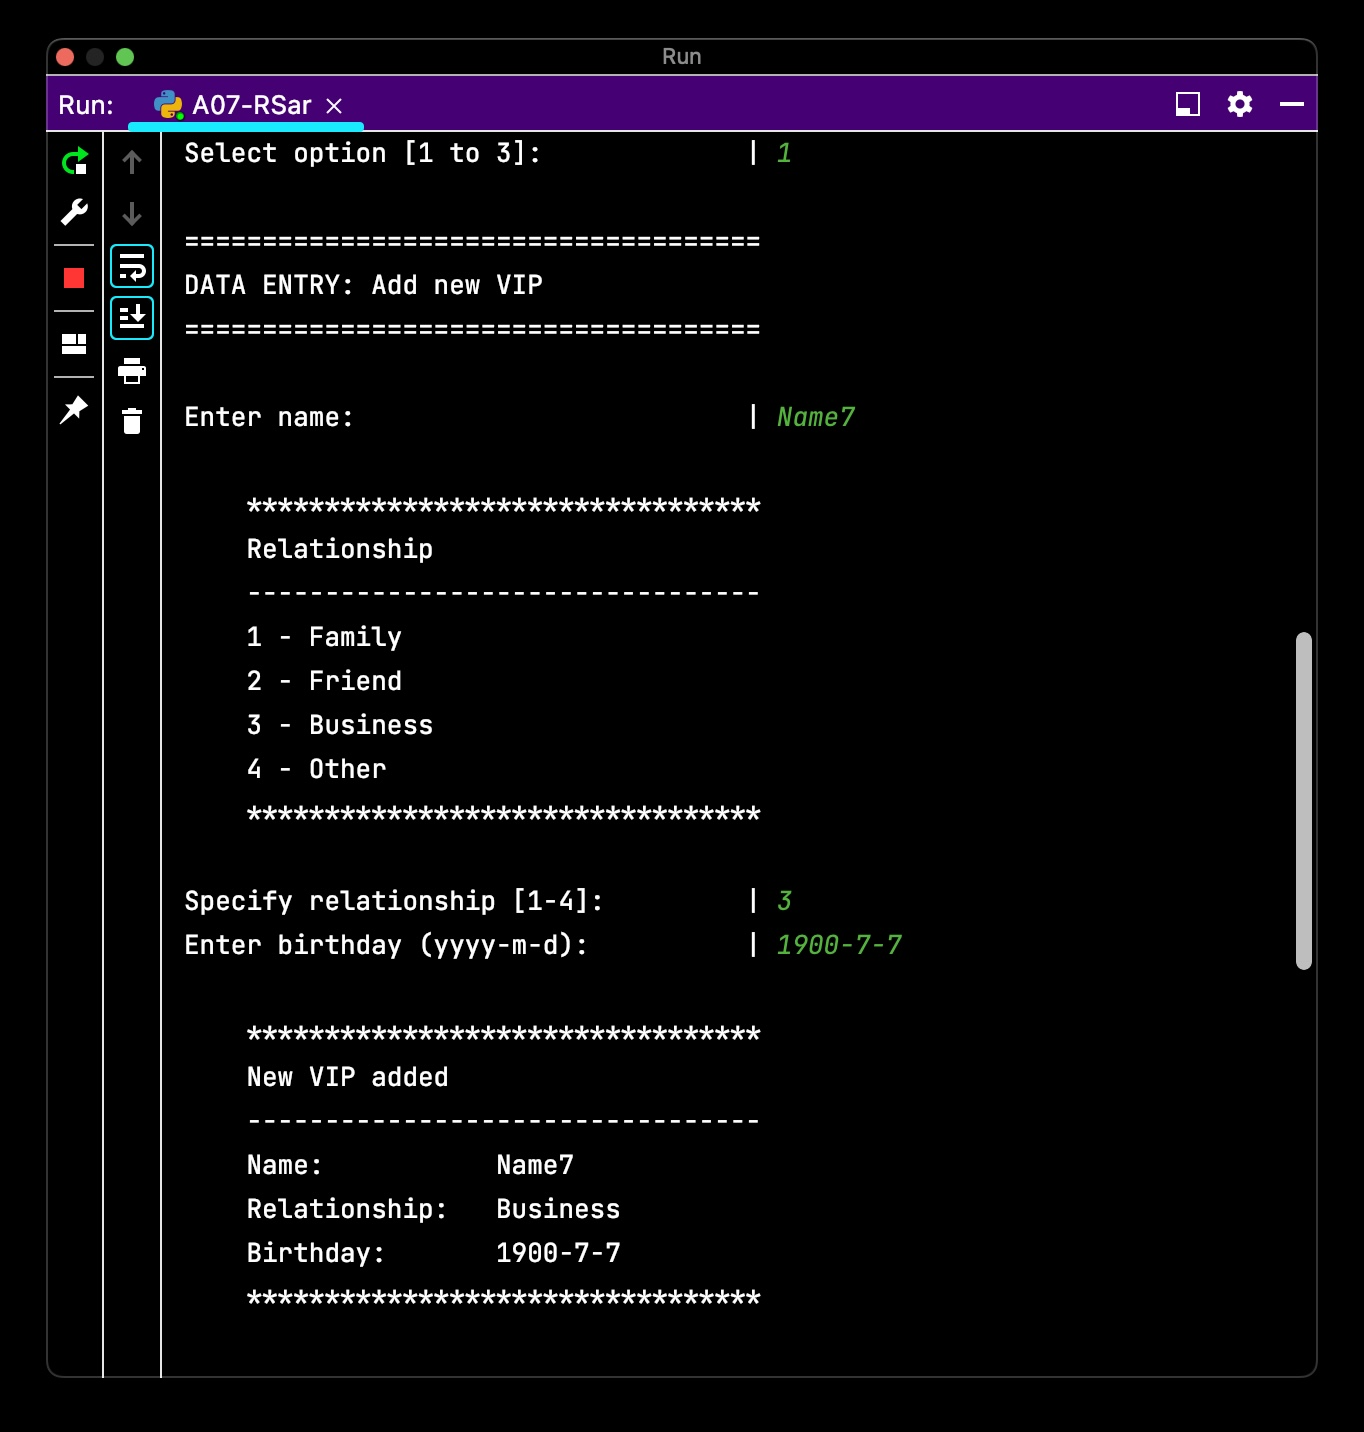 Run
Run: A07-RSar
Select option [1 to 3]: | 1
=====================================
DATA ENTRY: Add new VIP
=====================================
Enter name: | Name7
*********************************
Relationship
---------------------------------
1 - Family
2 - Friend
3 - Business
4 - Other
*********************************
Specify relationship [1-4]: | 3
Enter birthday (yyyy-m-d): | 1900-7-7
*********************************
New VIP added
---------------------------------
Name: Name7
Relationship: Business
Birthday: 1900-7-7
*********************************